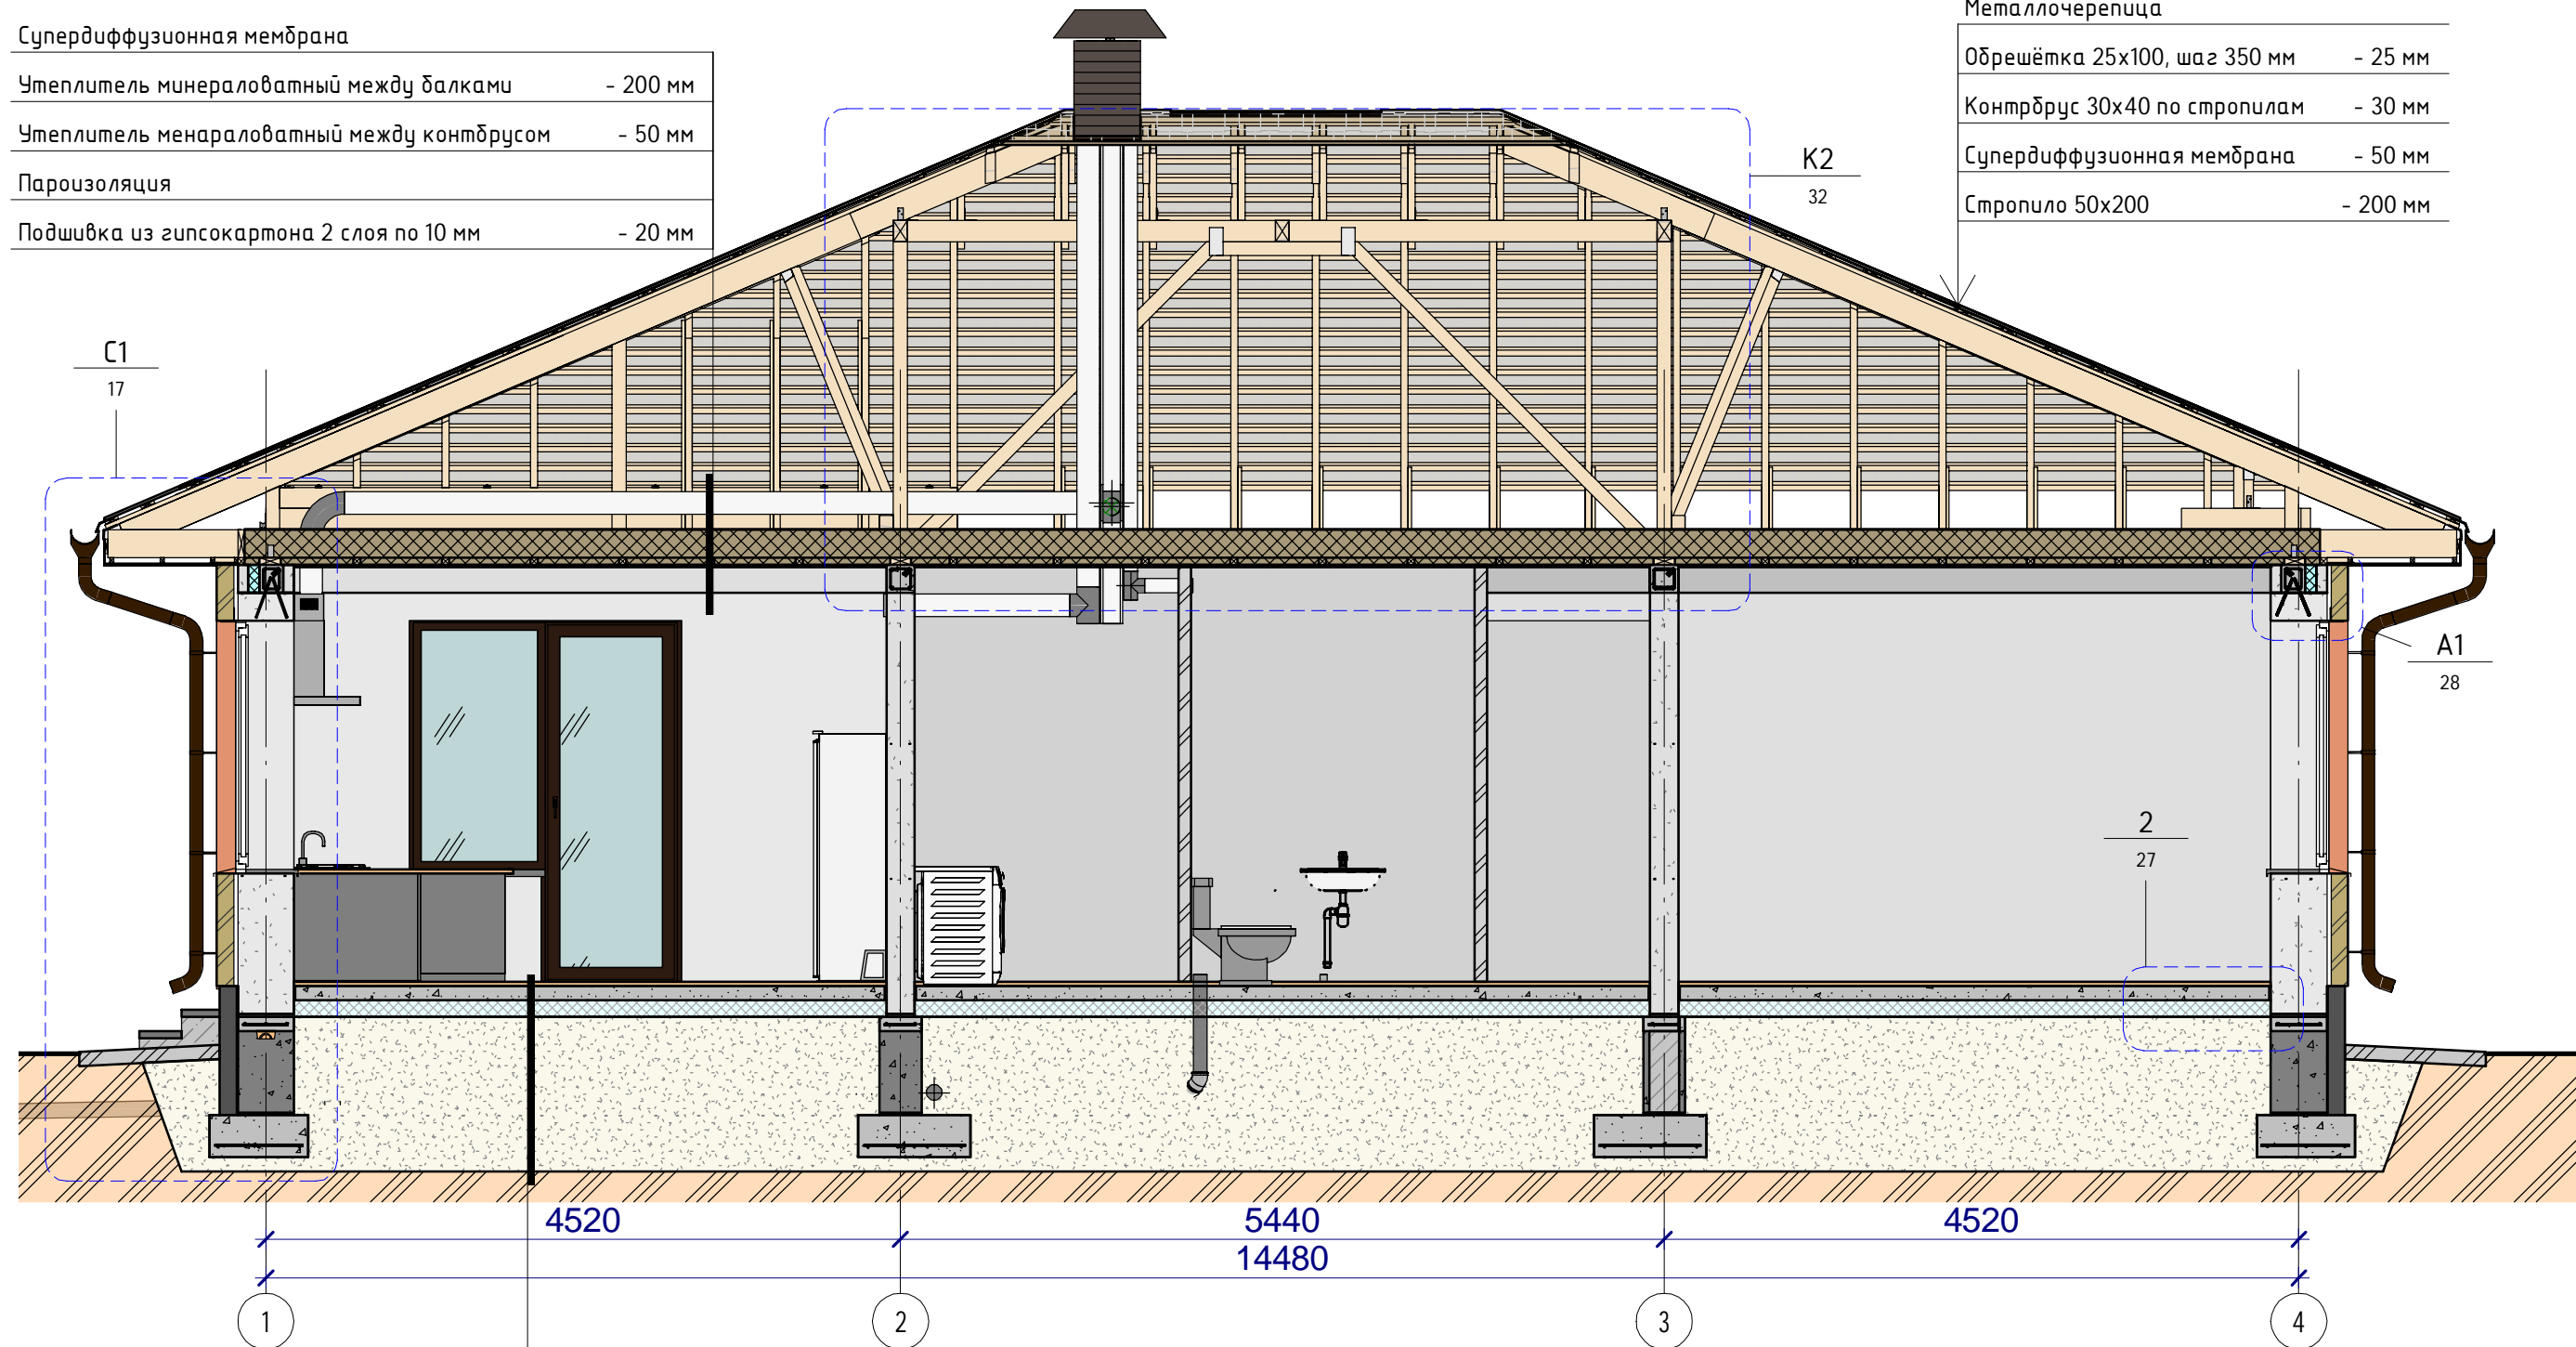 Супердиффузионная мембрана
Утеплитель минераловатный между балками - 200 мм
Утеплитель менараловатный между контбрусом - 50 мм
Пароизоляция
Подшивка из гипсокартона 2 слоя по 10 мм - 20 мм
Металлочерепица
Обрешётка 25х100, шаг 350 мм - 25 мм
Контрбрус 30х40 по стропилам - 30 мм
Супердиффузионная мембрана - 50 мм
Стропило 50х200 - 200 мм
К2
32
С1
17
А1
28
2
27
4520
5440
4520
14480
1
2
3
4